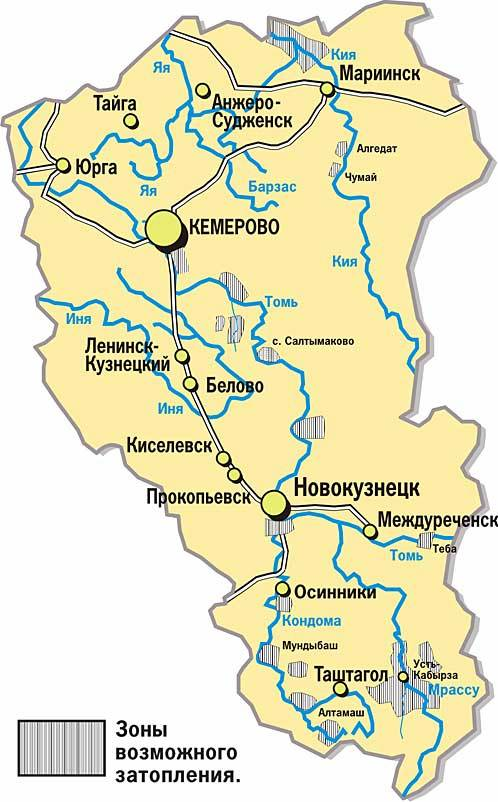 Кия
Яя
Мариинск
Тайга
Анжеро-
Судженск
Алгедат
Юрга
Чумай
Яя
Барзас
КЕМЕРОВО
Кия
Томь
Иня
с. Салтымаково
Ленинск-
Кузнецкий
Белово
Иня
Киселевск
Прокопьевск
Новокузнецк
Междуреченск
Теба
Томь
Осинники
Кондома
Мундыбаш
Усть-
Кабырза
Таштагол
Мрассу
Алтамаш
Зоны
возможного
затопления.